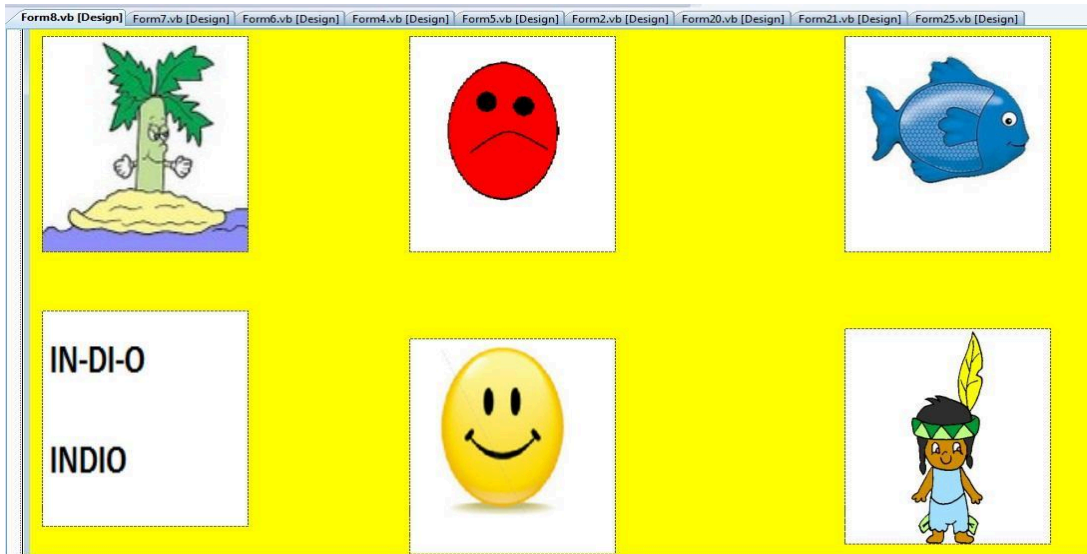 Form8.vb [Design] Form7.vb [Design] Form6.vb [Design] Form4.vb [Design] Form5.vb [Design] Form2.vb [Design] Form20.vb [Design] Form21.vb [Design] Form25.vb [Design]
IN-DI-O
INDIO